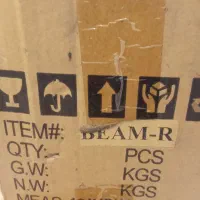 ITEM#: BEAM-R
QTY: PCS
G.W: KGS
N.W: KGS